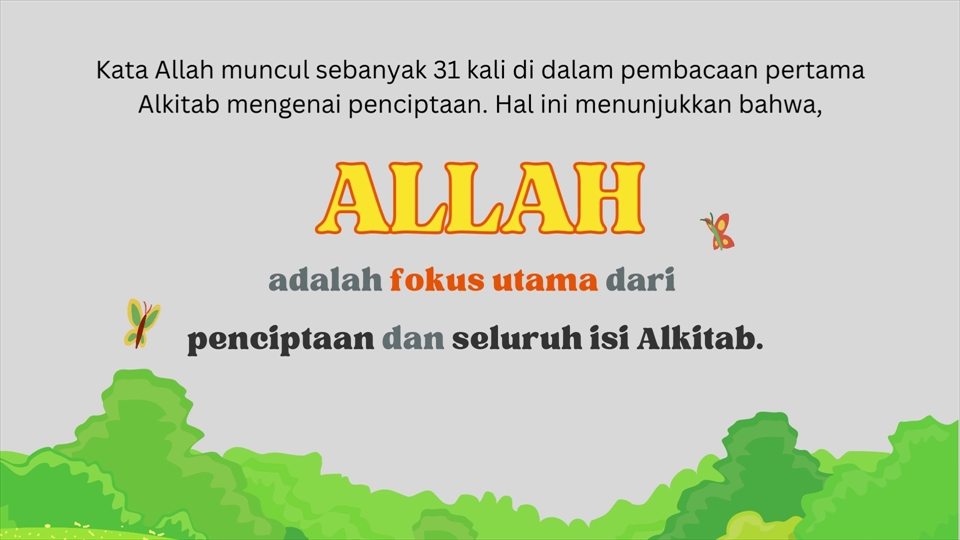 Kata Allah muncul sebanyak 31 kali di dalam pembacaan pertama
Alkitab mengenai penciptaan. Hal ini menunjukkan bahwa,
ALLAH
adalah fokus utama dari
penciptaan dan seluruh isi Alkitab.